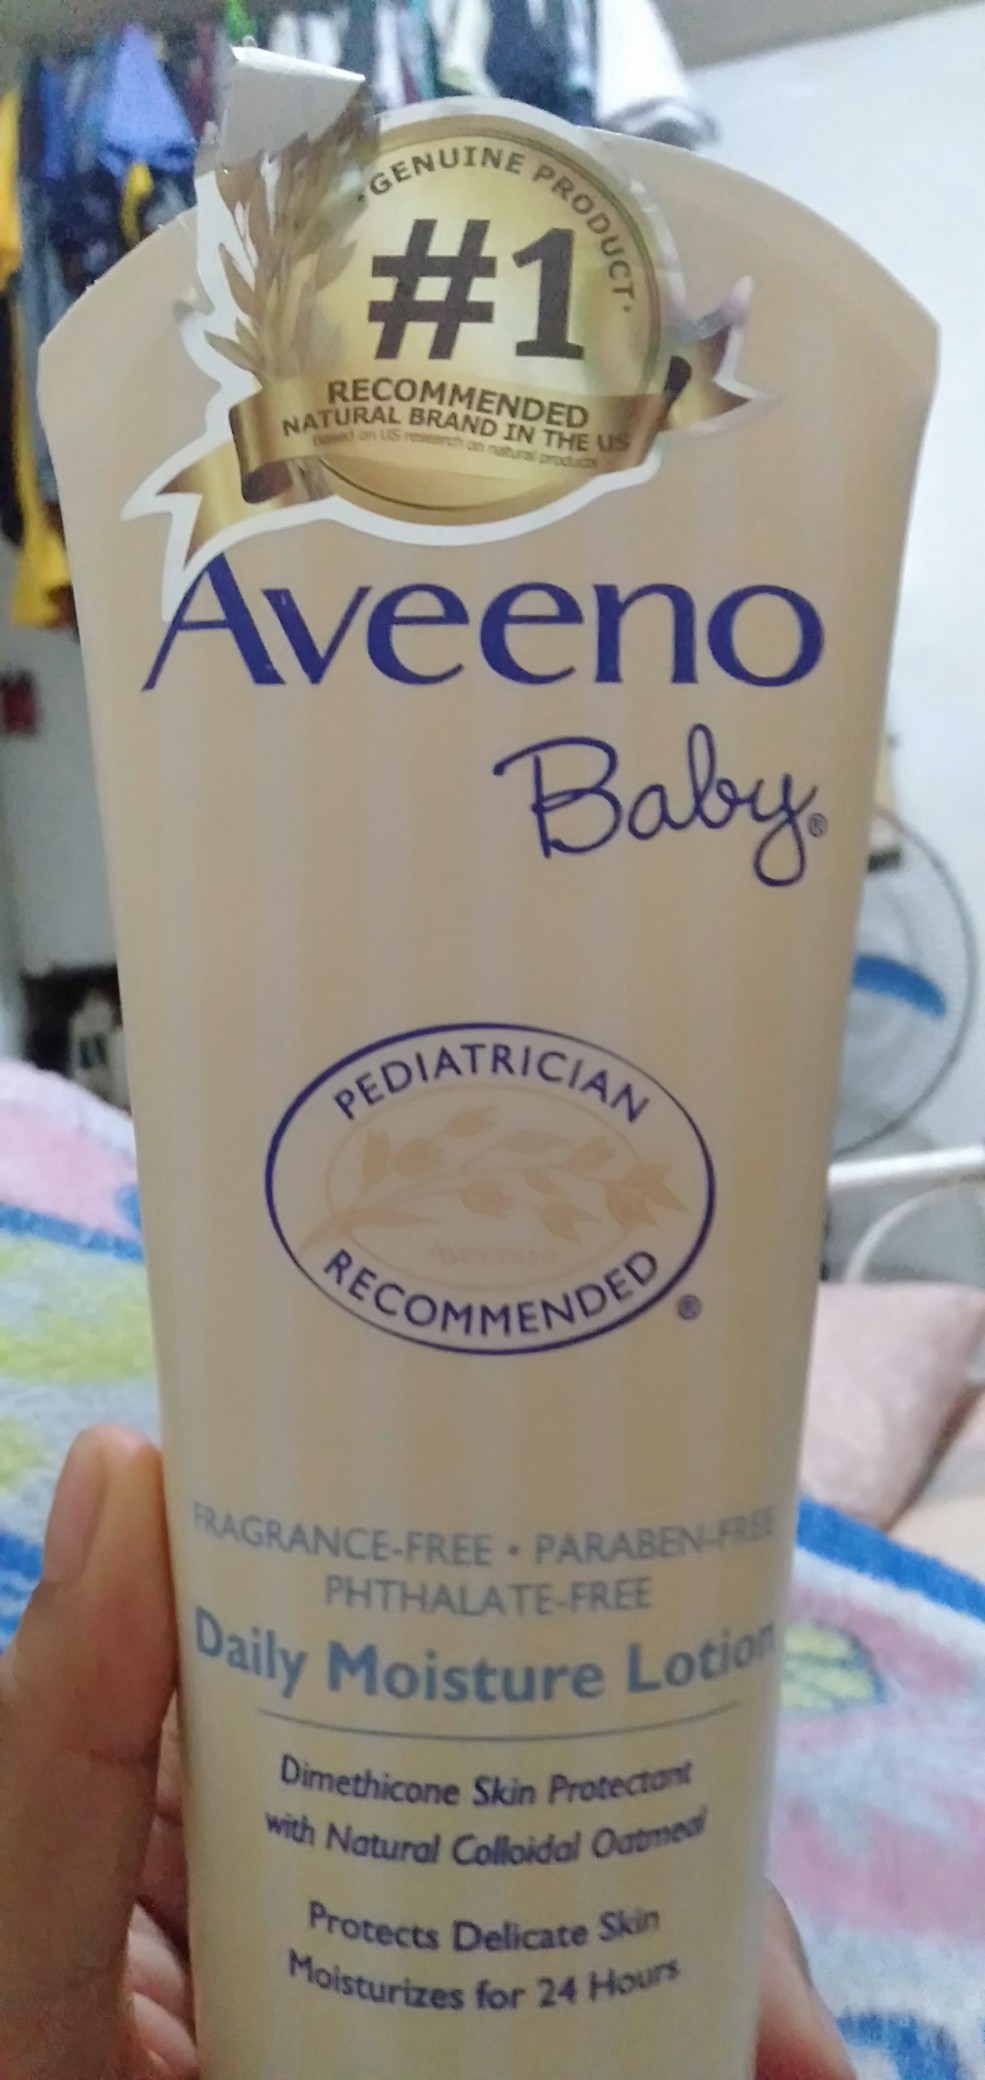 • GENUINE PRODUCT •
#1
RECOMMENDED
NATURAL BRAND IN THE US
Based on US research on natural products
Aveeno
Baby®
PEDIATRICIAN
Aveeno
RECOMMENDED®
FRAGRANCE-FREE • PARABEN-FREE
PHTHALATE-FREE
Daily Moisture Lotion
Dimethicone Skin Protectant
with Natural Colloidal Oatmeal
Protects Delicate Skin
Moisturizes for 24 Hours